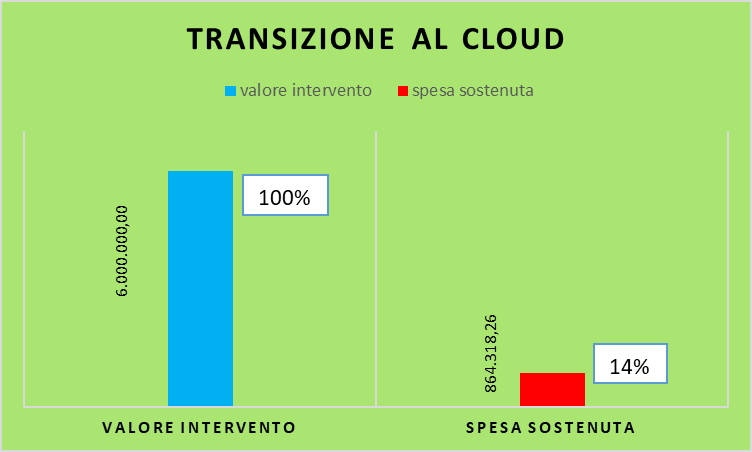 TRANSIZIONE AL CLOUD
valore intervento spesa sostenuta
6.000.000,00
100%
864.318,26
14%
VALORE INTERVENTO SPESA SOSTENUTA